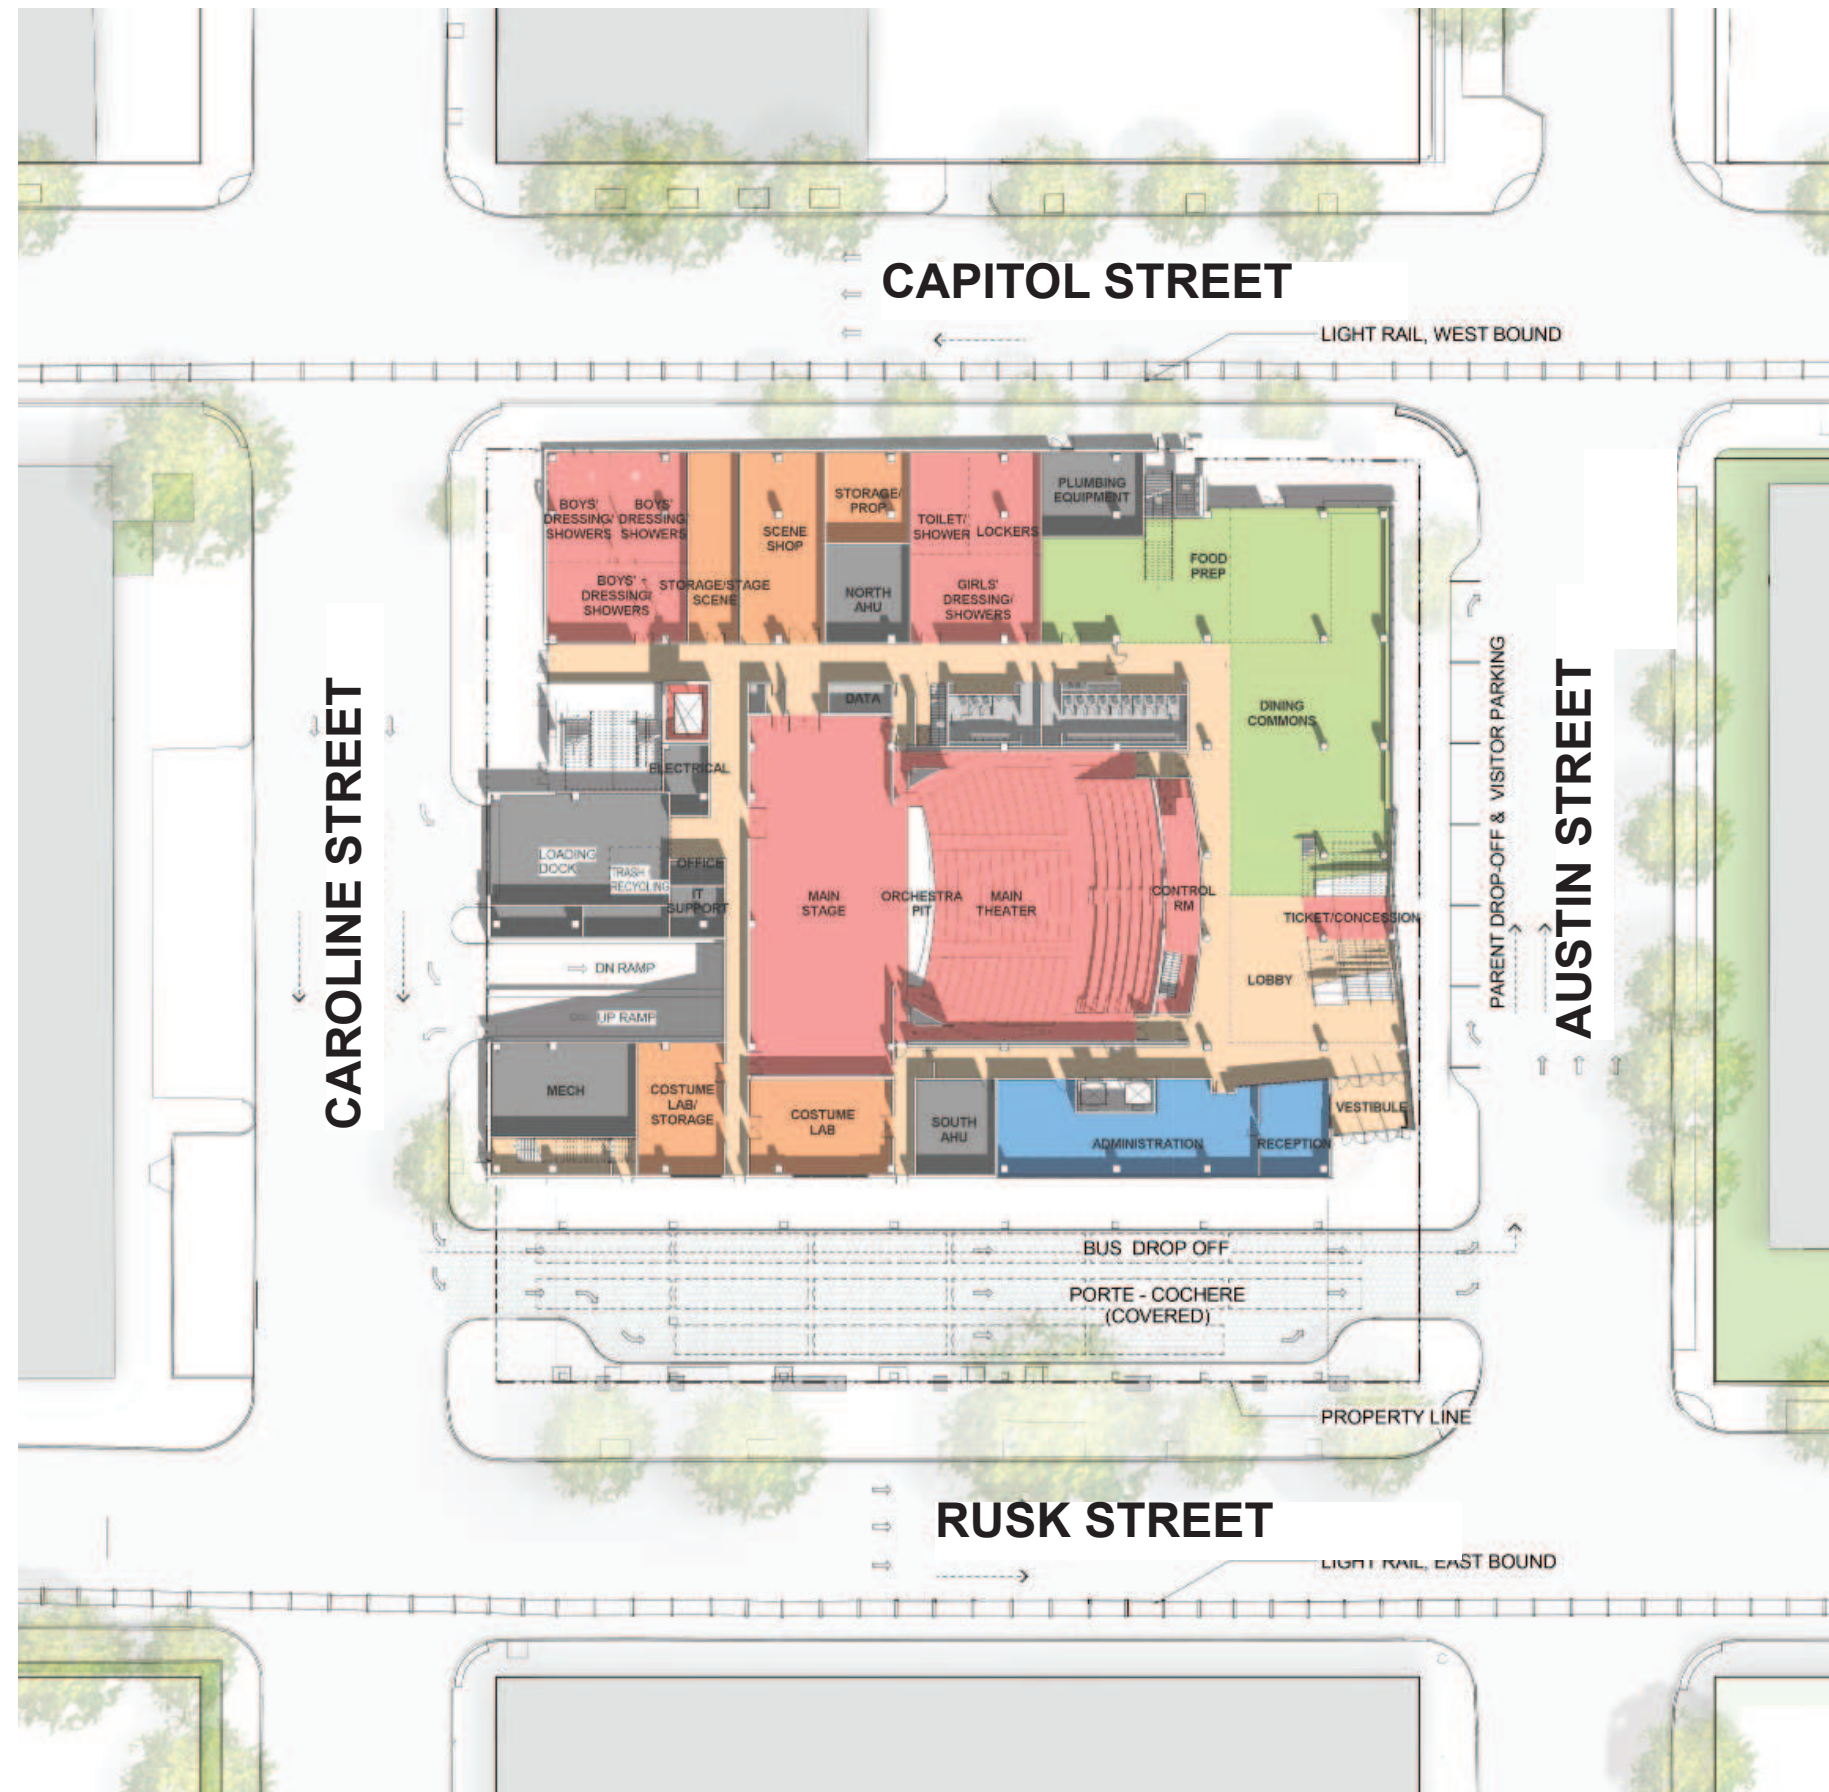 CAPITOL STREET
LIGHT RAIL, WEST BOUND
BOYS'
DRESSING/
SHOWERS
BOYS'
DRESSING/
SHOWERS
BOYS'
DRESSING/
SHOWERS
STORAGE/STAGE
SCENE
SCENE
SHOP
STORAGE/
PROP
NORTH
AHU
TOILET/
SHOWER
LOCKERS
GIRLS'
DRESSING/
SHOWERS
PLUMBING
EQUIPMENT
FOOD
PREP
DINING
COMMONS
DATA
ELECTRICAL
LOADING
DOCK
TRASH /
RECYCLING
OFFICE
IT
SUPPORT
MAIN
STAGE
ORCHESTRA
PIT
MAIN
THEATER
CONTROL
RM
TICKET/CONCESSION
LOBBY
DN RAMP
UP RAMP
MECH
COSTUME
LAB/
STORAGE
COSTUME
LAB
SOUTH
AHU
ADMINISTRATION
RECEPTION
VESTIBULE
CAROLINE STREET
PARENT DROP-OFF & VISITOR PARKING
AUSTIN STREET
BUS DROP OFF
PORTE - COCHERE
(COVERED)
PROPERTY LINE
RUSK STREET
LIGHT RAIL, EAST BOUND